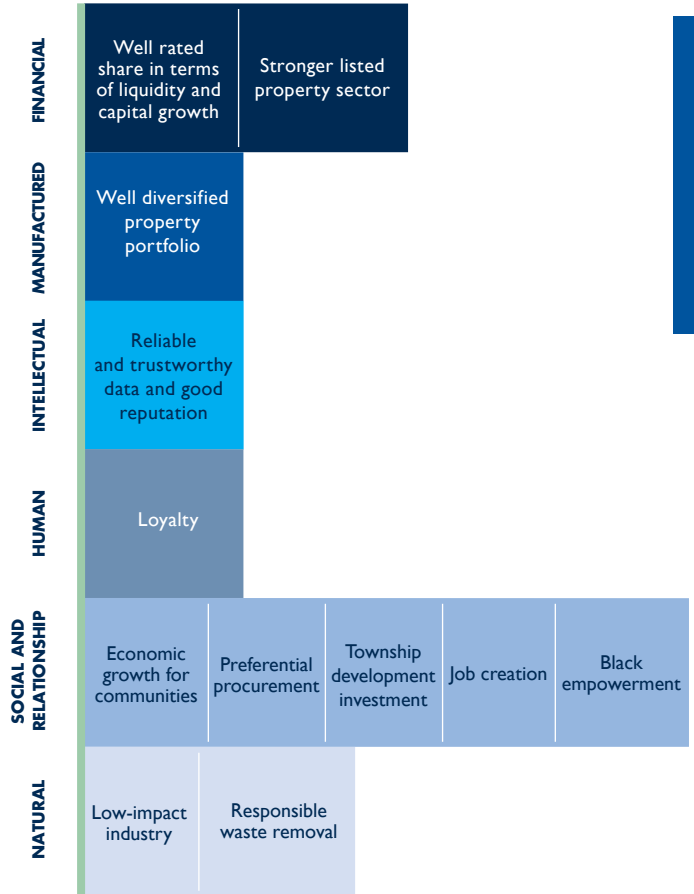 FINANCIAL
Well rated
share in terms
of liquidity and
capital growth
Stronger listed
property sector
MANUFACTURED
Well diversified
property
portfolio
INTELLECTUAL
Reliable
and trustworthy
data and good
reputation
HUMAN
Loyalty
SOCIAL AND
RELATIONSHIP
Economic
growth for
communities
Preferential
procurement
Township
development
investment
Job creation
Black
empowerment
NATURAL
Low-impact
industry
Responsible
waste removal